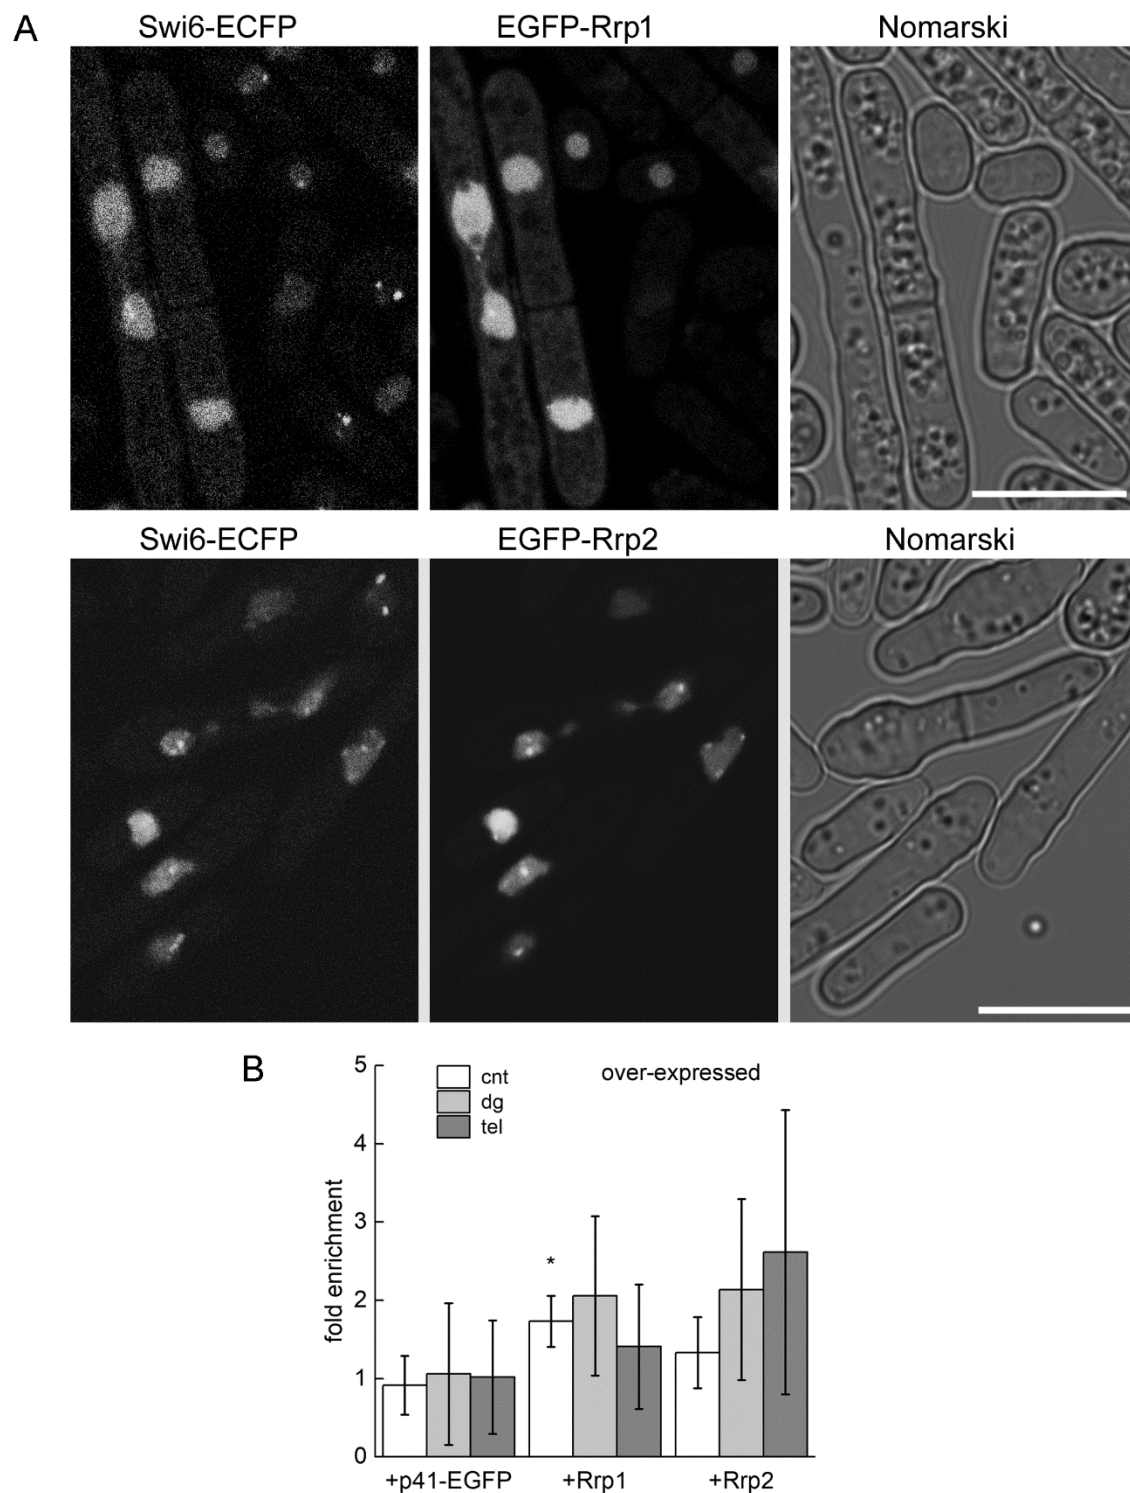 A
Swi6-ECFP EGFP-Rrp1 Nomarski
Swi6-ECFP EGFP-Rrp2 Nomarski
B
over-expressed
cnt
dg
tel
fold enrichment
5
4
3
2
1
0
*
+p41-EGFP +Rrp1 +Rrp2